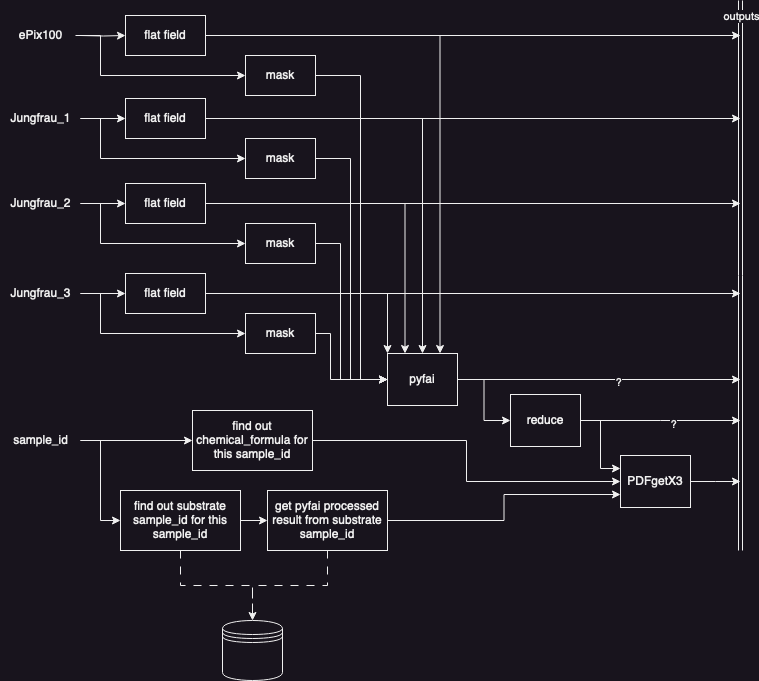 outputs
ePix100
flat field
mask
Jungfrau_1
flat field
mask
Jungfrau_2
flat field
mask
Jungfrau_3
flat field
mask
pyfai
?
reduce
?
sample_id
find out
chemical_formula for
this sample_id
PDFgetX3
find out substrate
sample_id for this
sample_id
get pyfai processed
result from substrate
sample_id